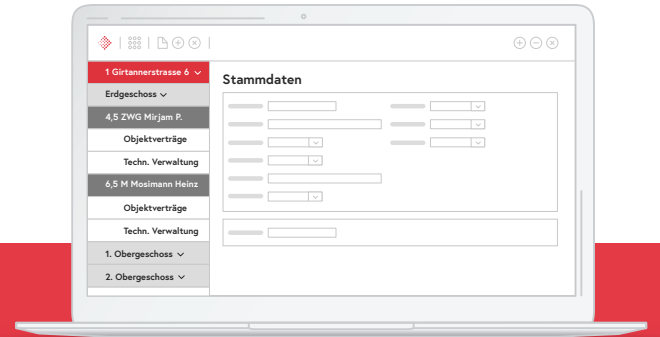 1 Girtannerstrasse 6
Stammdaten
Erdgeschoss
4,5 ZWG Mirjam P.
Objektverträge
Techn. Verwaltung
6,5 M Mosimann Heinz
Objektverträge
Techn. Verwaltung
1. Obergeschoss
2. Obergeschoss